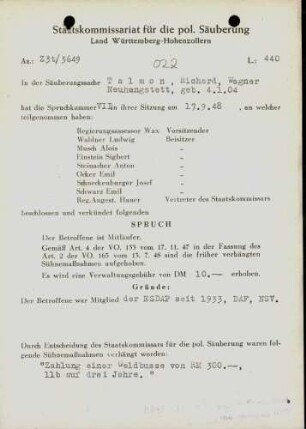 Staatskommissariat für die pol. Säuberung
Land Württemberg-Hohenzollern
Az.: Z3t/5649 022 L: 440
In der Säuberungssache Talmon, Richard, Wagner
Neuhengstett, geb. 4.1.04
hat die Spruchkammer VII in ihrer Sitzung am 17.9.48 , an welcher
teilgenommen haben:
Regierungsassessor Wax Vorsitzender
Waldner Ludwig Beisitzer
Musch Alois "
Einstein Sigbert "
Steimacher Anton "
Ocker Emil "
Schneckenburger Josef "
Schwarz Emil "
Reg.Angest. Hauer Vertreter des Staatskommissars
beschlossen und verkündet folgenden
SPRUCH
Der Betroffene ist Mitläufer.
Gemäß Art. 4 der VO. 133 vom 17. 11. 47 in der Fassung des
Art. 2 der VO. 165 vom 13. 7. 48 sind die früher verhängten
Sühnemaßnahmen aufgehoben.
Es wird eine Verwaltungsgebühr von DM 10.-- erhoben.
Gründe:
Der Betroffene war Mitglied der NSDAP seit 1933, DAF, NSV.
Durch Entscheidung des Staatskommissars für die pol. Säuberung waren fol-
gende Sühnemaßnahmen verhängt worden:
"Zahlung einer Geldbusse von RM 300.--,
11b auf drei Jahre. "